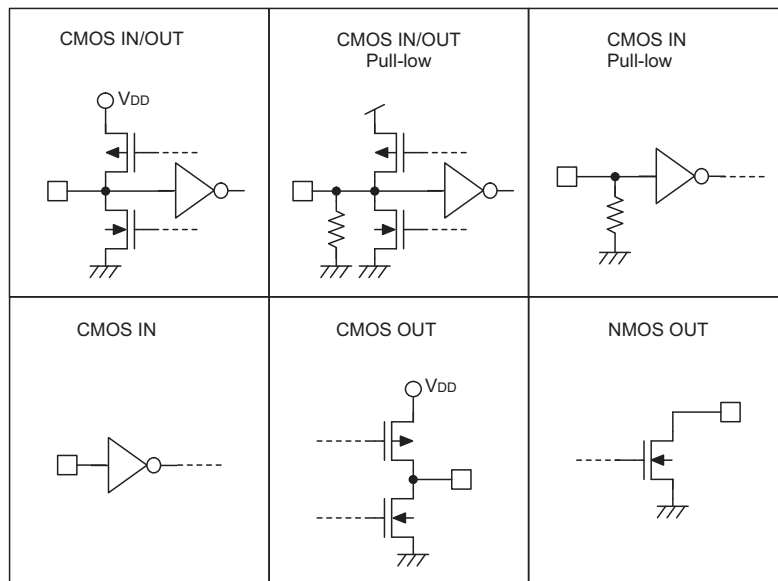 CMOS IN/OUT
VDD
CMOS IN/OUT
Pull-low
CMOS IN
Pull-low
CMOS IN
CMOS OUT
VDD
NMOS OUT